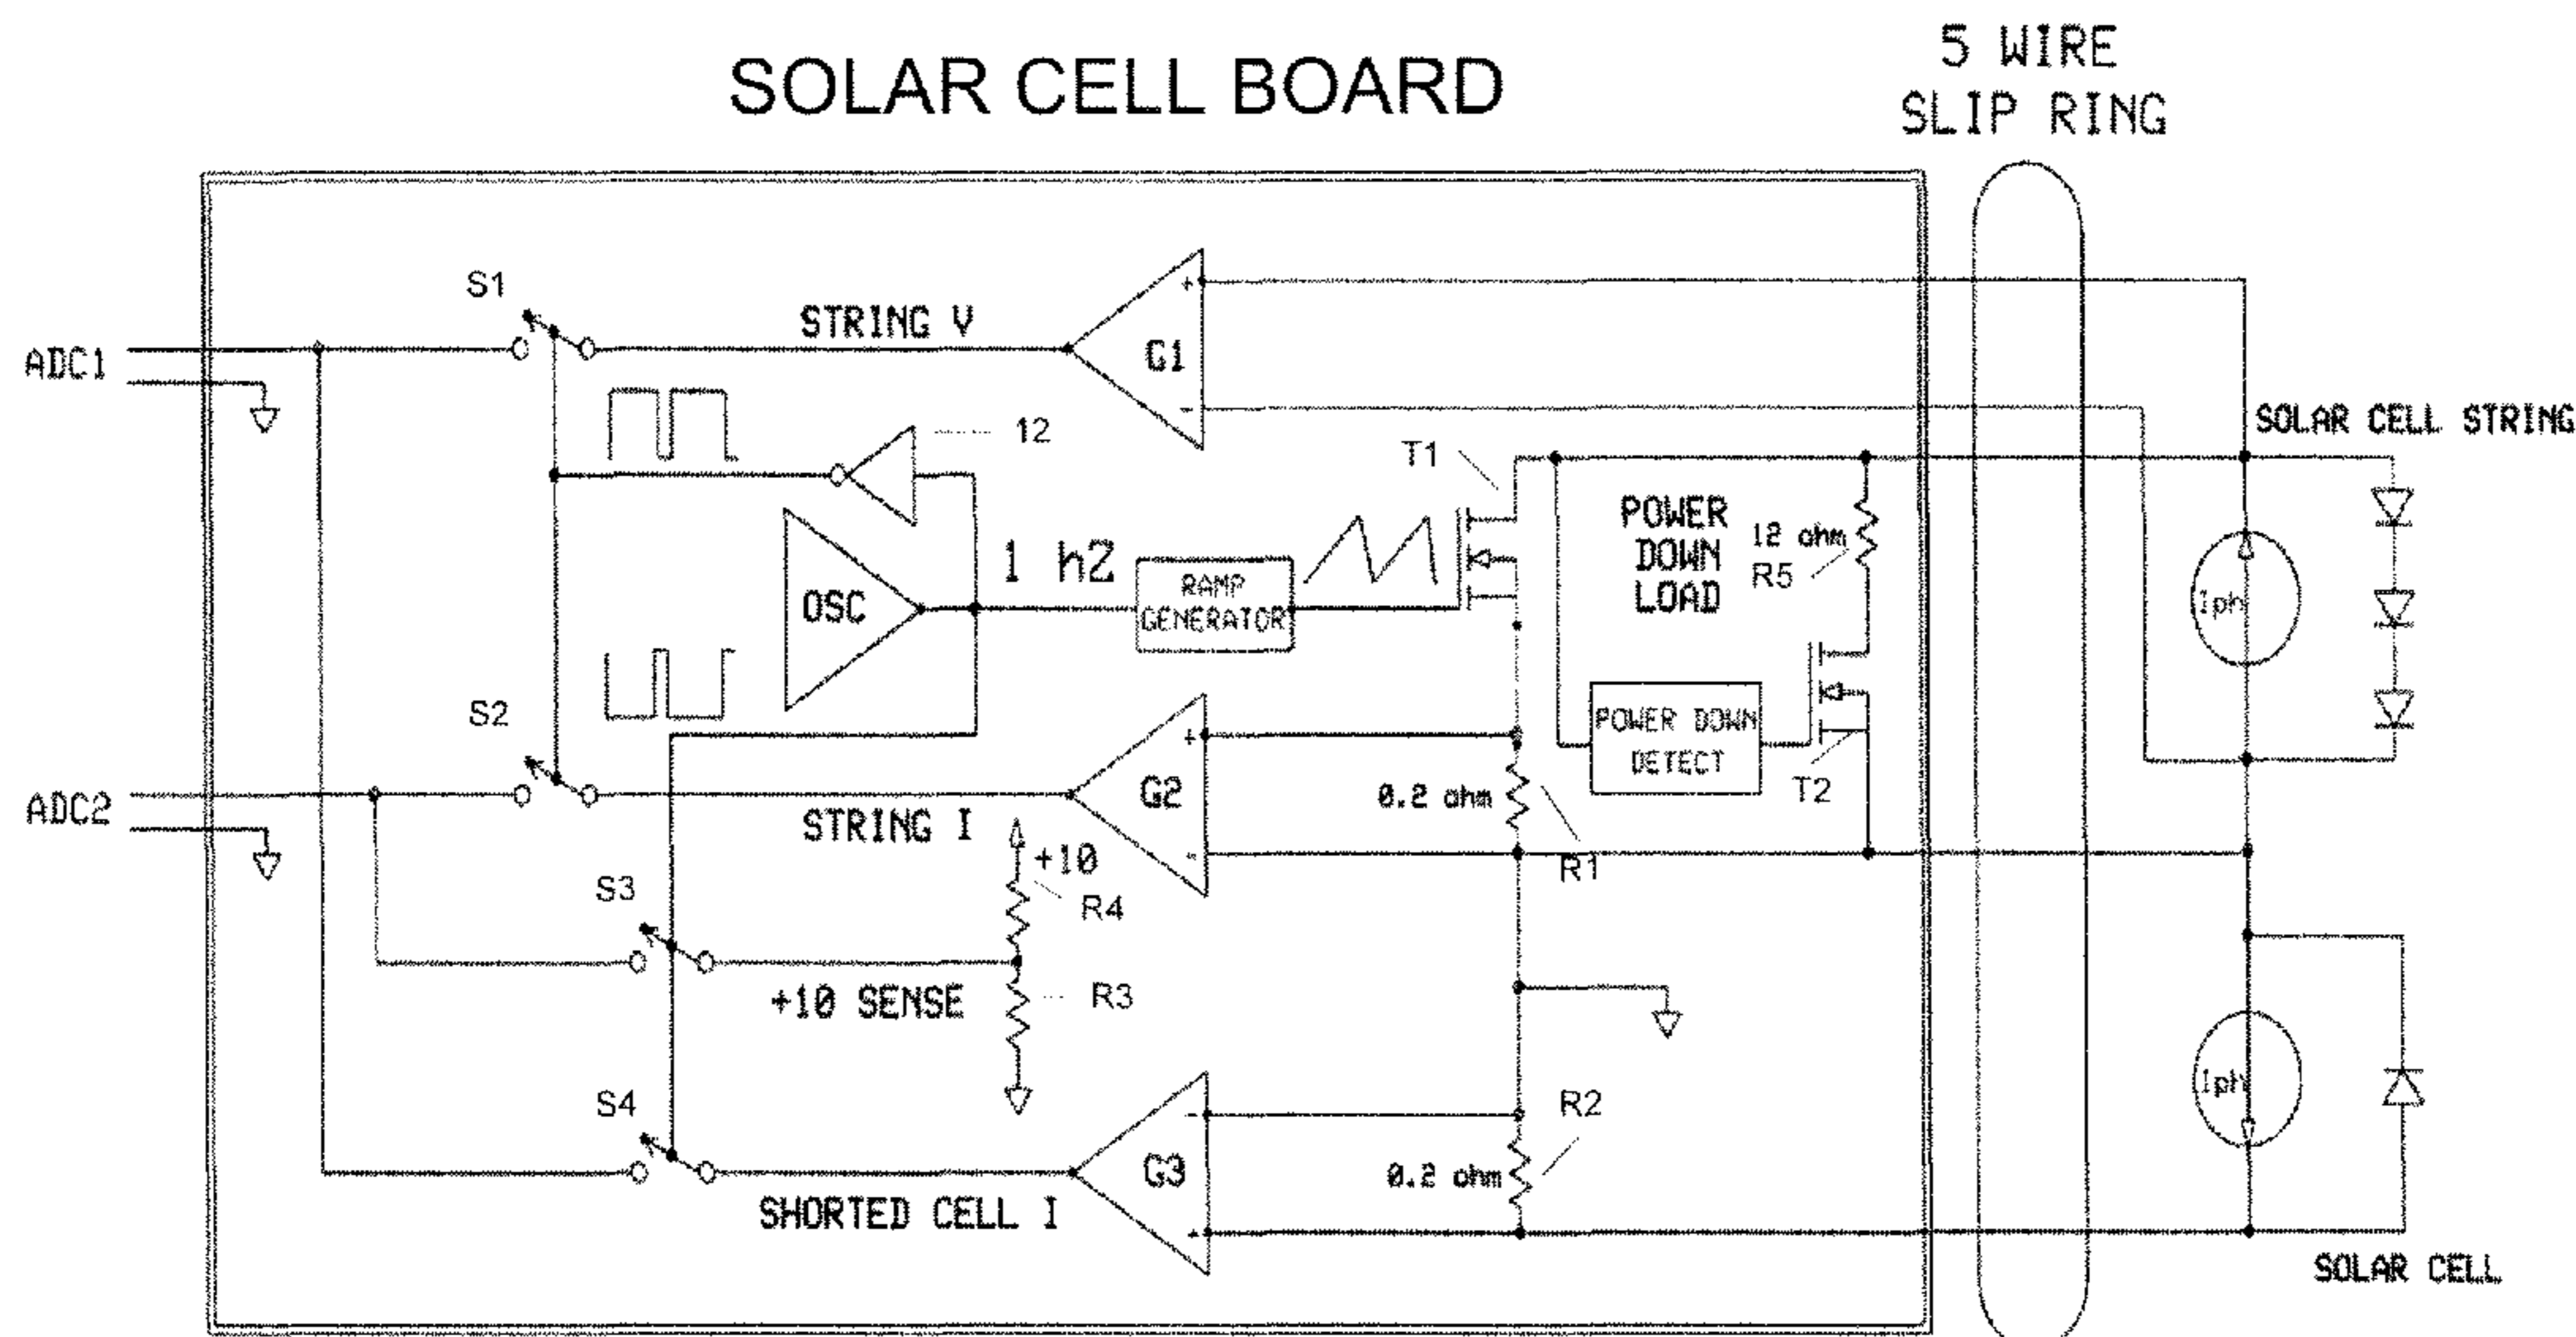 SOLAR CELL BOARD
5 WIRE
SLIP RING
S1
STRING V
G1
ADC1
12
T1
SOLAR CELL STRING
POWER
DOWN
LOAD
12 ohm
R5
OSC
1 hZ
RAMP
GENERATOR
Iph
S2
G2
0.2 ohm
POWER DOWN
DETECT
T2
ADC2
STRING I
+10
R4
R1
S3
+10 SENSE
R3
S4
G3
0.2 ohm
R2
Iph
SHORTED CELL I
SOLAR CELL
+
-
+
-
-
+